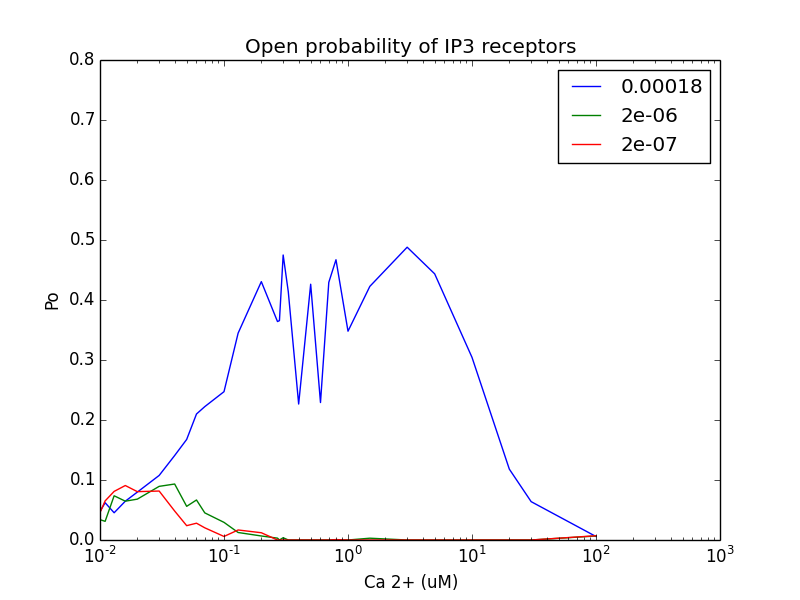 Open probability of IP3 receptors
0.8
0.7
0.6
0.5
0.4
0.3
0.2
0.1
0.0
Po
0.00018
2e-06
2e-07
10⁻² 10⁻¹ 10⁰ 10¹ 10² 10³
Ca 2+ (uM)